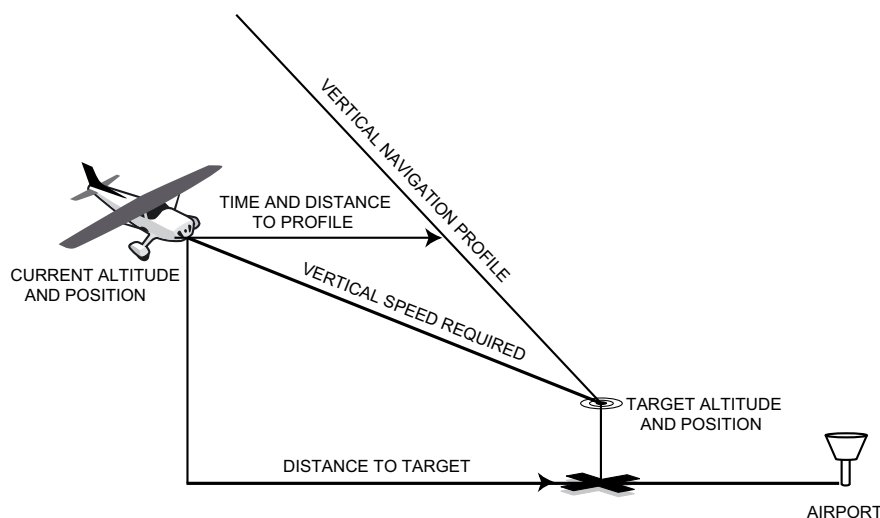 VERTICAL NAVIGATION PROFILE
TIME AND DISTANCE
TO PROFILE
CURRENT ALTITUDE
AND POSITION
VERTICAL SPEED REQUIRED
TARGET ALTITUDE
AND POSITION
DISTANCE TO TARGET
AIRPORT